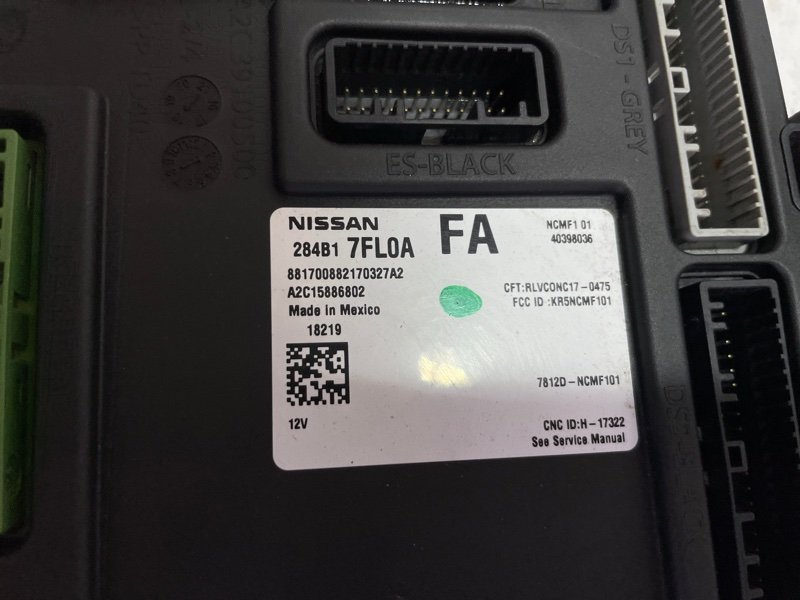 DS1-GREY
ES-BLACK
NISSAN
284B1 7FL0A
FA
NCMF1 01
40398036
881700882170327A2
A2C15886802
Made in Mexico
18219
CFT:RLVCONC17-0475
FCC ID :KR5NCMF101
7812D-NCMF101
12V
CNC ID:H-17322
See Service Manual